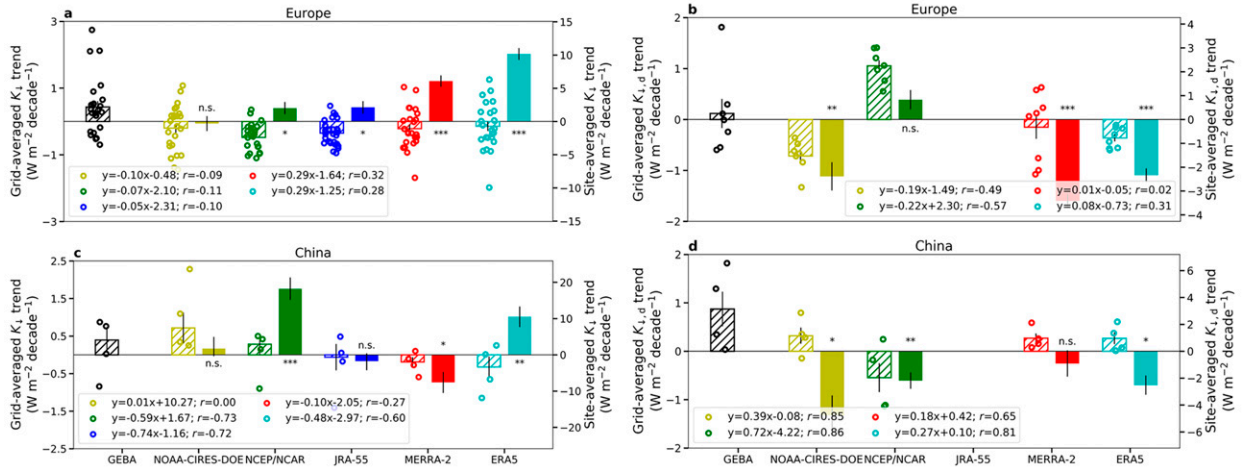 a
Europe
Grid-averaged K↓ trend
(W m⁻² decade⁻¹)
3
1
-1
-3
n.s.
*
*
***
***
y=-0.10x-0.48; r=-0.09
y=-0.07x-2.10; r=-0.11
y=-0.05x-2.31; r=-0.10
y=0.29x-1.64; r=0.32
y=0.29x-1.25; r=0.28
15
10
5
0
-5
-10
-15
Site-averaged K↓ trend
(W m⁻² decade⁻¹)
b
Europe
Grid-averaged K↓,d trend
(W m⁻² decade⁻¹)
2
1
0
-1
-2
**
n.s.
***
***
y=-0.19x-1.49; r=-0.49
y=-0.22x+2.30; r=-0.57
y=0.01x-0.05; r=0.02
y=0.08x-0.73; r=0.31
4
3
2
1
0
-1
-2
-3
-4
Site-averaged K↓,d trend
(W m⁻² decade⁻¹)
c
China
Grid-averaged K↓ trend
(W m⁻² decade⁻¹)
2.5
1.5
0.5
-0.5
-1.5
-2.5
n.s.
***
n.s.
*
**
y=0.01x+10.27; r=0.00
y=-0.59x+1.67; r=-0.73
y=-0.74x-1.16; r=-0.72
y=-0.10x-2.05; r=-0.27
y=-0.48x-2.97; r=-0.60
20
10
0
-10
-20
Site-averaged K↓ trend
(W m⁻² decade⁻¹)
GEBA
NOAA-CIRES-DOE
NCEP/NCAR
JRA-55
MERRA-2
ERA5
d
China
Grid-averaged K↓,d trend
(W m⁻² decade⁻¹)
2
1
0
-1
-2
*
**
n.s.
*
y=0.39x-0.08; r=0.85
y=0.72x-4.22; r=0.86
y=0.18x+0.42; r=0.65
y=0.27x+0.10; r=0.81
6
4
2
0
-2
-4
-6
Site-averaged K↓,d trend
(W m⁻² decade⁻¹)
GEBA
NOAA-CIRES-DOE
NCEP/NCAR
JRA-55
MERRA-2
ERA5